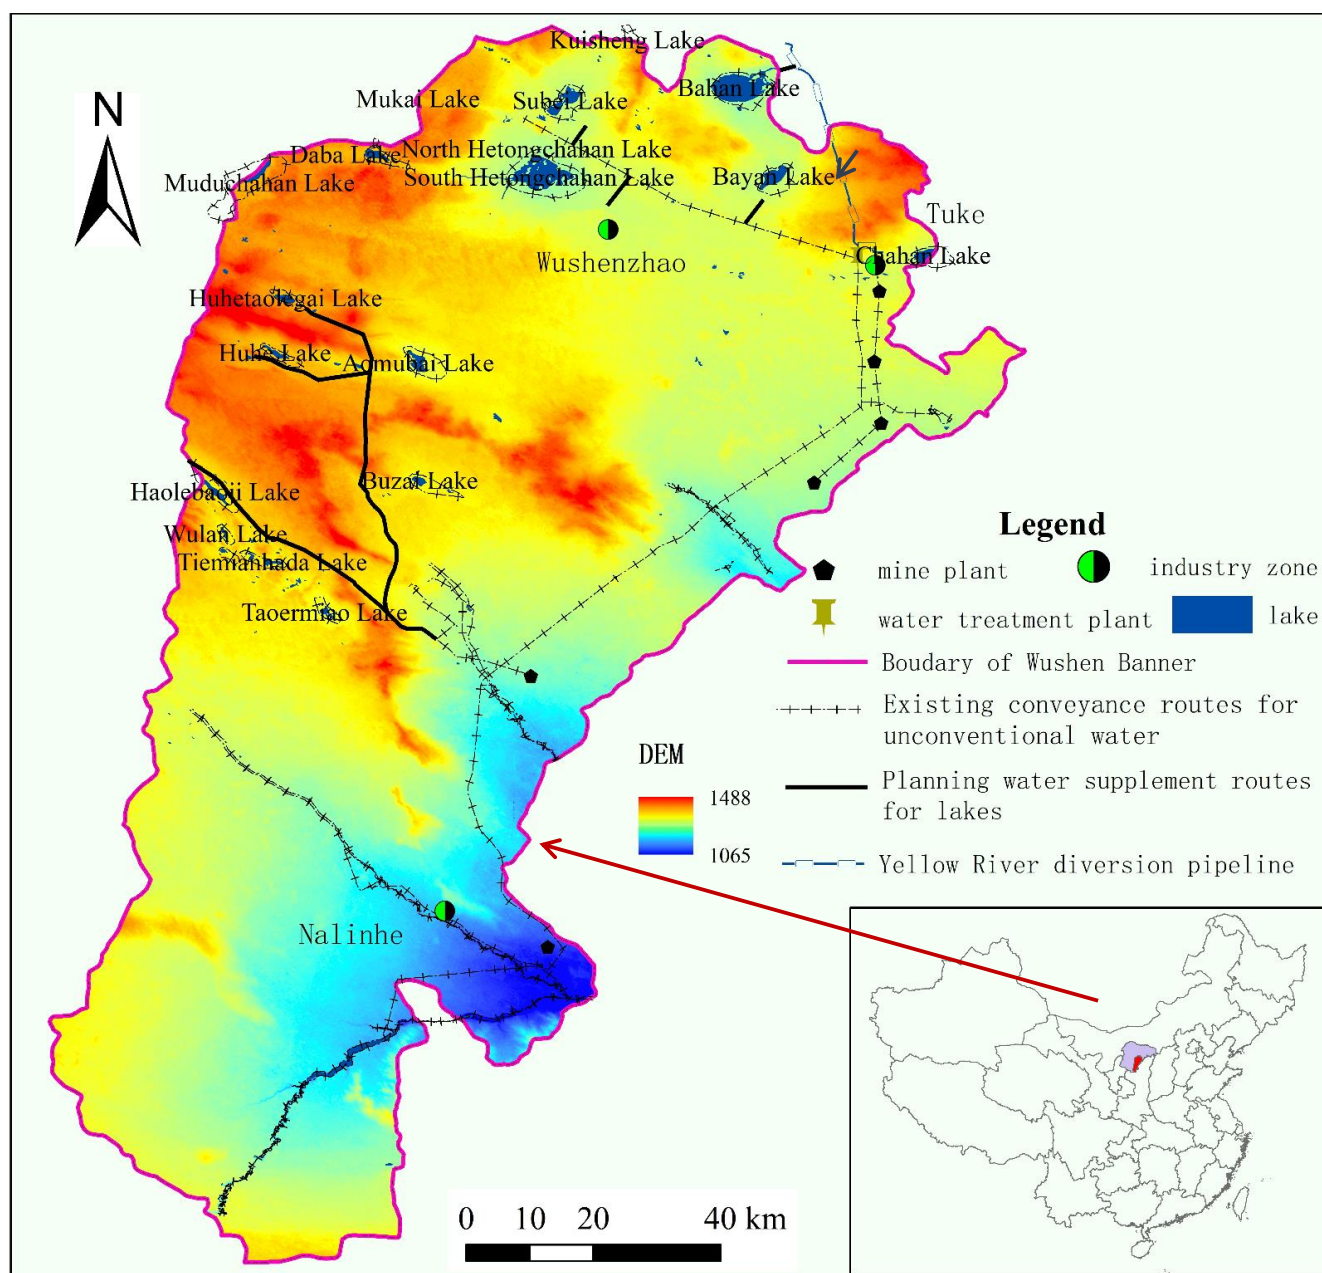 N
Kuisheng Lake
Bahan Lake
Mukai Lake
Subei Lake
North Hetongchahan Lake
Daba Lake
South Hetongchahan Lake
Muduchahan Lake
Bayan Lake
Tuke
Chahan Lake
Wushenzhao
Huhetaolegai Lake
Huhe Lake
Aomubai Lake
Buzai Lake
Haolebaoji Lake
Wulan Lake
Tiemianhada Lake
Taoermiao Lake
Nalinhe
Legend
mine plant
industry zone
water treatment plant
lake
Boudary of Wushen Banner
Existing conveyance routes for
unconventional water
Planning water supplement routes
for lakes
Yellow River diversion pipeline
DEM
1488
1065
0 10 20 40 km